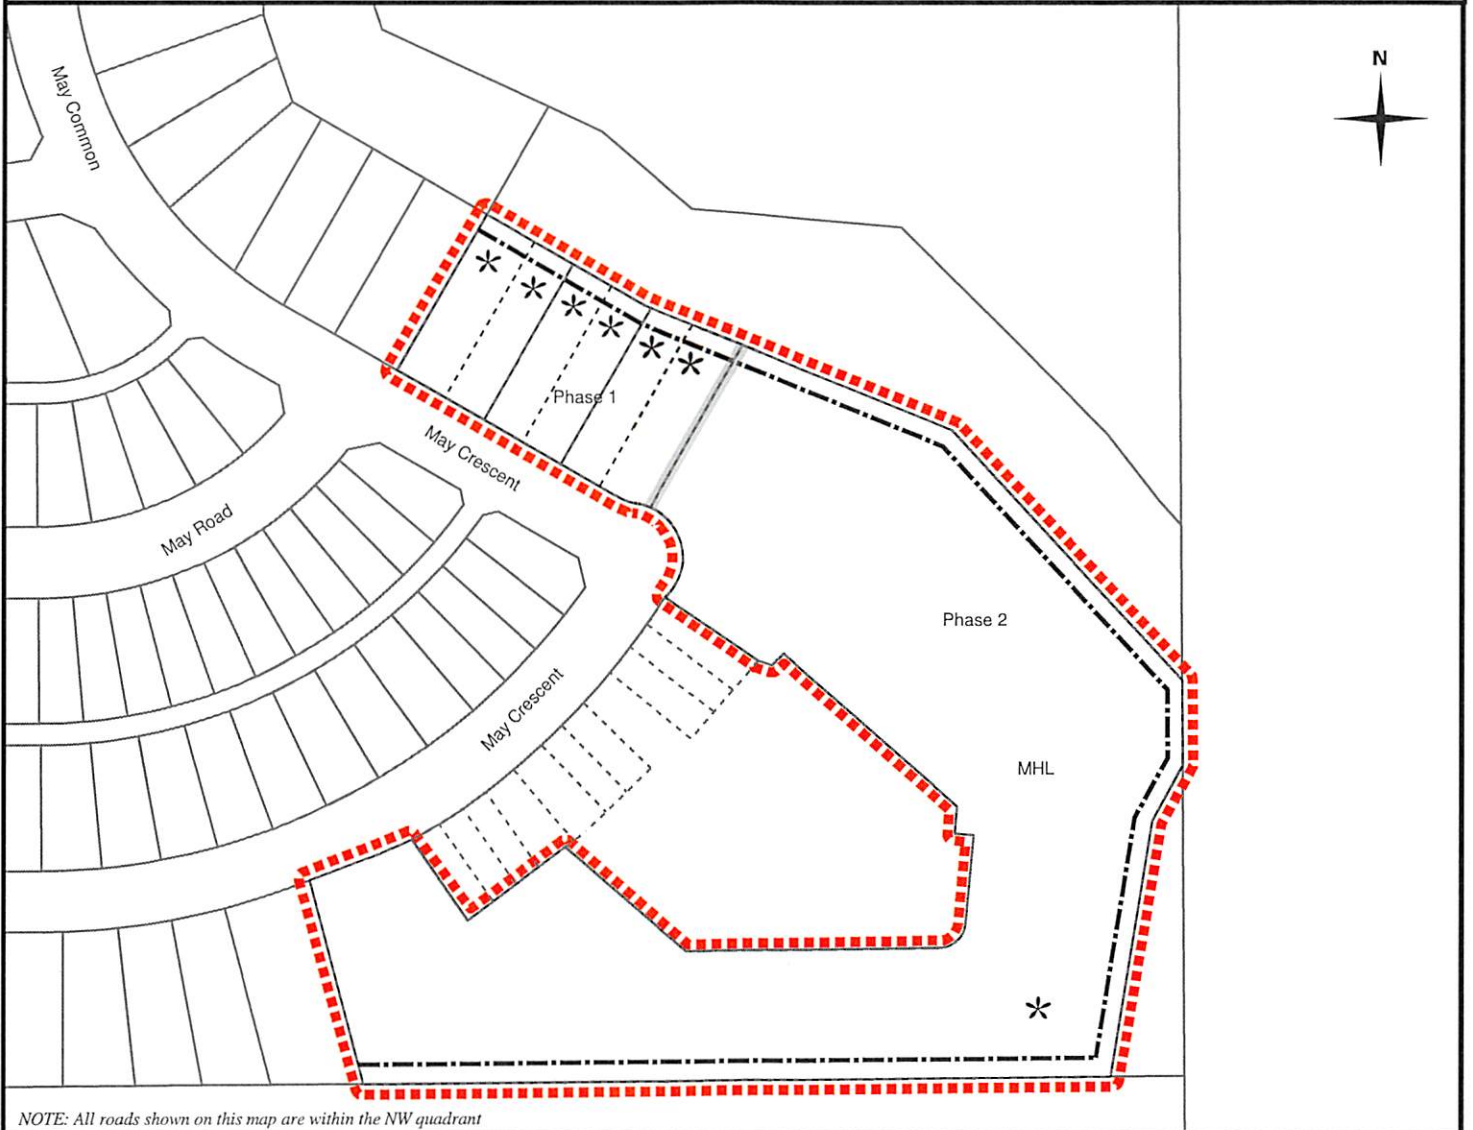 N
May Common
Phase 1
May Crescent
May Road
Phase 2
May Crescent
MHL
NOTE: All roads shown on this map are within the NW quadrant